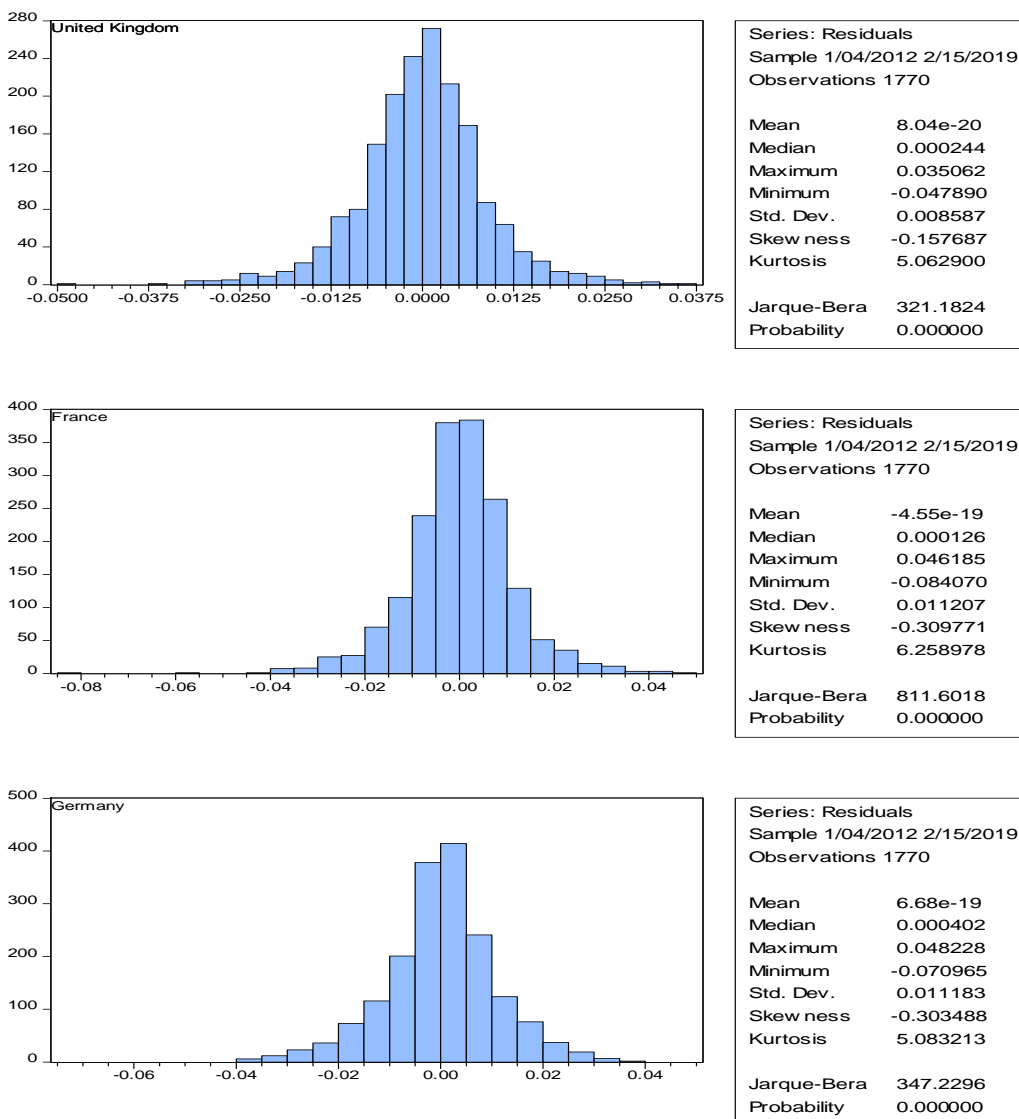 280
240
200
160
120
80
40
0
United Kingdom
-0.0500 -0.0375 -0.0250 -0.0125 0.0000 0.0125 0.0250 0.0375
Series: Residuals
Sample 1/04/2012 2/15/2019
Observations 1770
Mean 8.04e-20
Median 0.000244
Maximum 0.035062
Minimum -0.047890
Std. Dev. 0.008587
Skewness -0.157687
Kurtosis 5.062900
Jarque-Bera 321.1824
Probability 0.000000
400
350
300
250
200
150
100
50
0
France
-0.08 -0.06 -0.04 -0.02 0.00 0.02 0.04
Series: Residuals
Sample 1/04/2012 2/15/2019
Observations 1770
Mean -4.55e-19
Median 0.000126
Maximum 0.046185
Minimum -0.084070
Std. Dev. 0.011207
Skewness -0.309771
Kurtosis 6.258978
Jarque-Bera 811.6018
Probability 0.000000
500
400
300
200
100
0
Germany
-0.06 -0.04 -0.02 0.00 0.02 0.04
Series: Residuals
Sample 1/04/2012 2/15/2019
Observations 1770
Mean 6.68e-19
Median 0.000402
Maximum 0.048228
Minimum -0.070965
Std. Dev. 0.011183
Skewness -0.303488
Kurtosis 5.083213
Jarque-Bera 347.2296
Probability 0.000000